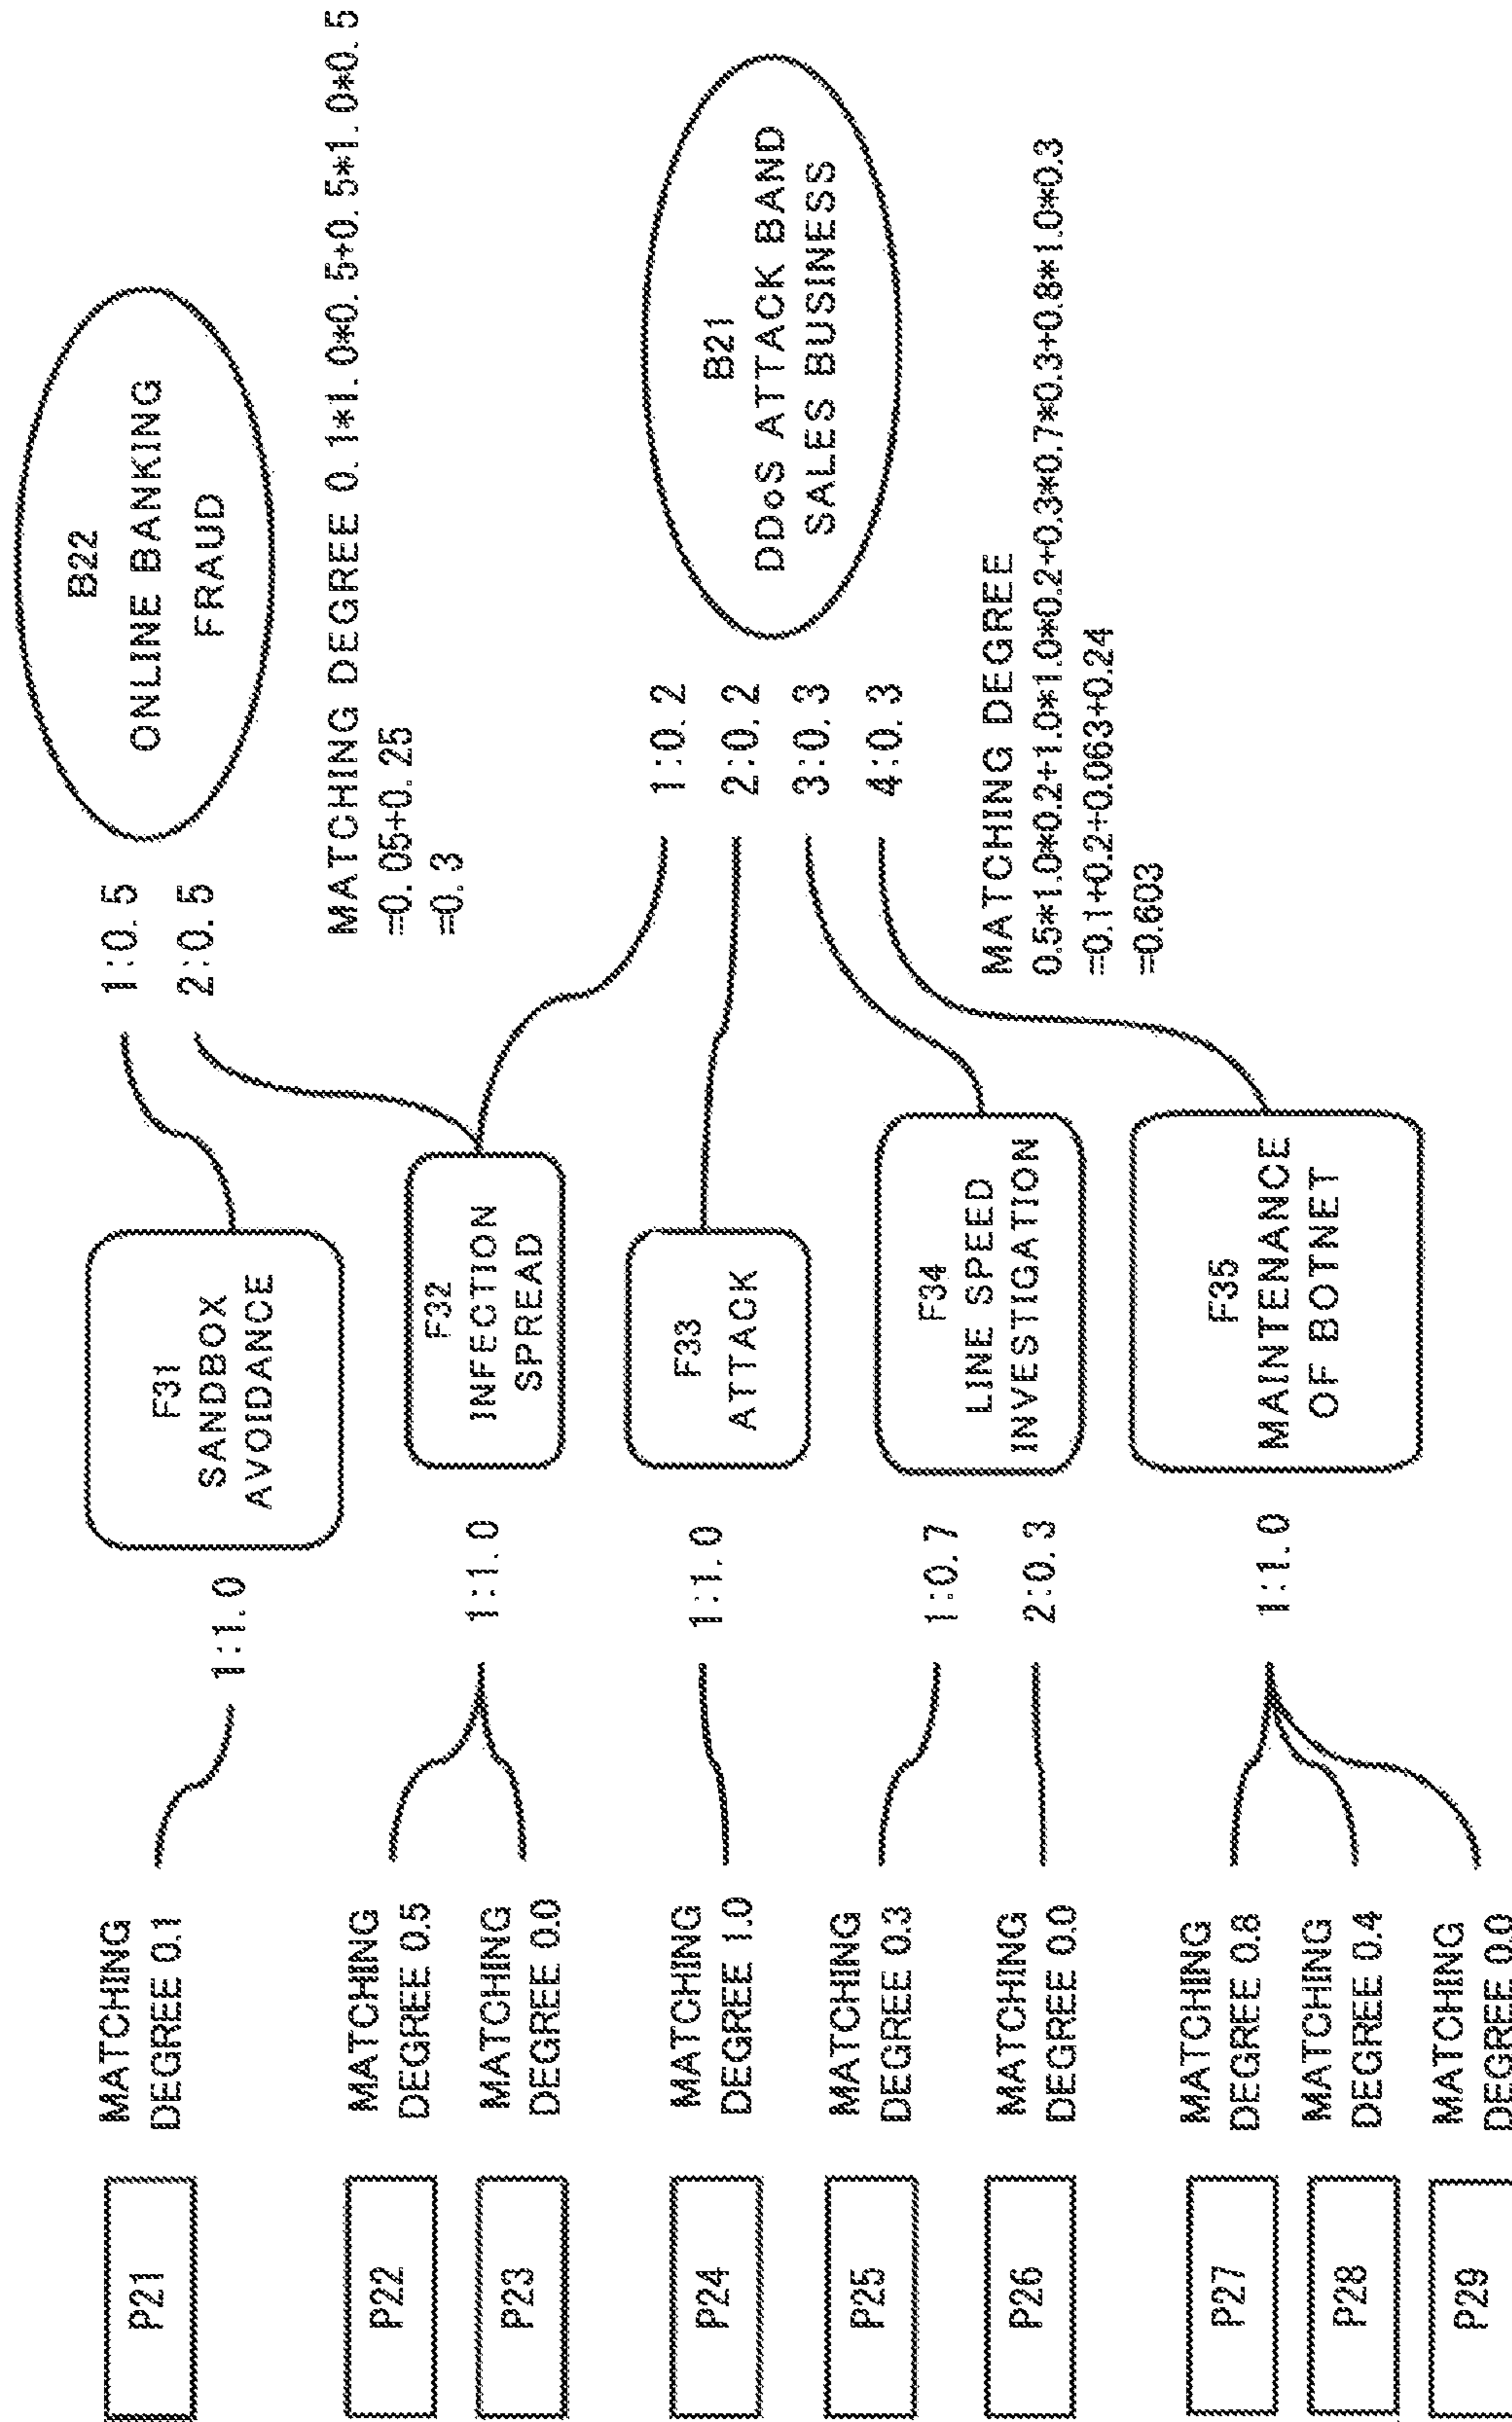 P21
MATCHING
DEGREE 0.1
1:1.0
F31
SANDBOX
AVOIDANCE
1:0.5
2:0.5
B22
ONLINE BANKING
FRAUD
MATCHING DEGREE 0.1*1.0*0.5+0.5*1.0*0.5
=0.05+0.25
=0.3
P22
MATCHING
DEGREE 0.5
P23
MATCHING
DEGREE 0.0
1:1.0
F32
INFECTION
SPREAD
P24
MATCHING
DEGREE 1.0
1:1.0
F33
ATTACK
1:0.2
2:0.2
3:0.3
4:0.3
B21
DDoS ATTACK BAND
SALES BUSINESS
P25
MATCHING
DEGREE 0.3
1:0.7
P26
MATCHING
DEGREE 0.0
2:0.3
F34
LINE SPEED
INVESTIGATION
MATCHING DEGREE
0.5*1.0*0.2+1.0*1.0*0.2+0.3*0.7*0.3+0.8*1.0*0.3
=0.1+0.2+0.063+0.24
=0.603
P27
MATCHING
DEGREE 0.8
P28
MATCHING
DEGREE 0.4
P29
MATCHING
DEGREE 0.0
1:1.0
F35
MAINTENANCE
OF BOTNET